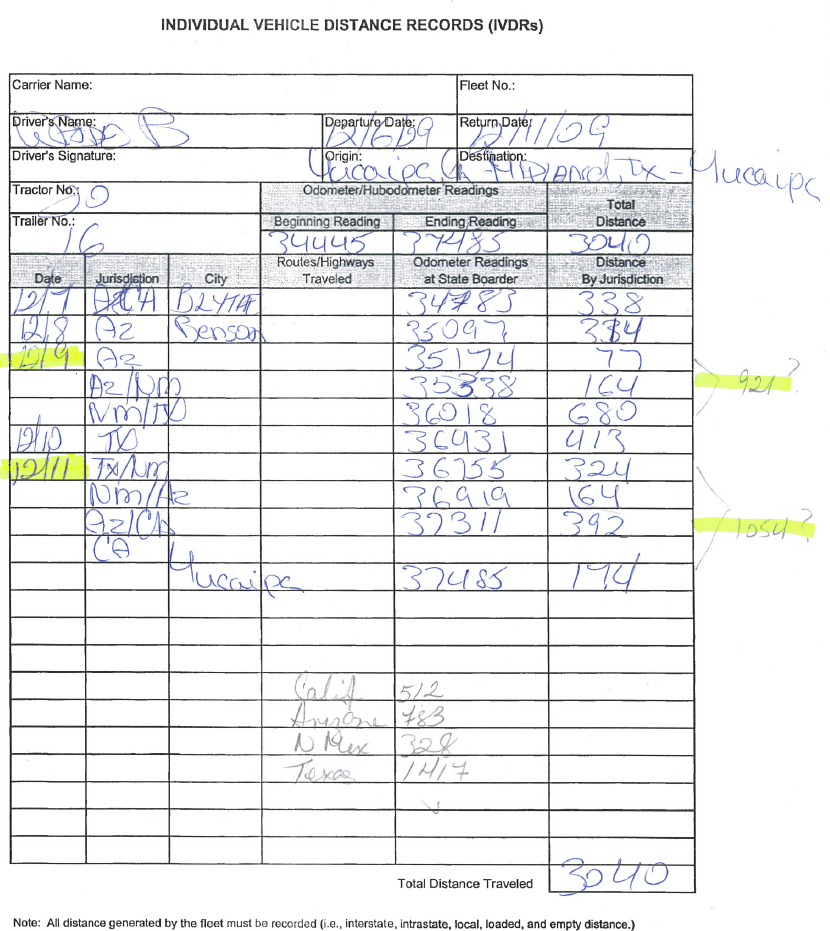 INDIVIDUAL VEHICLE DISTANCE RECORDS (IVDRs)
Carrier Name: Fleet No.:
Driver's Name: B Departure Date: 12/6/09 Return Date: 12/11/09
Driver's Signature: Origin: Yucaipa, Ca Destination: - Midland, Tx - Yucaipa
Tractor No.: Odometer/Hubodometer Readings Total Distance
Trailer No.: 16 Beginning Reading Ending Reading
34445 37485 3040
Date Jurisdiction City Routes/Highways Traveled Odometer Readings at State Boarder Distance By Jurisdiction
12/7 CA BLYTHE 34783 338
12/8 Az Benson 35097 314
12/9 Az 35174 77
Az/Nm 35338 164 921?
Nm/TX 36018 680
12/10 TX 36431 413
12/11 Tx/Nm 36755 324
Nm/Az 36919 164
Az/CA 37311 392 1054?
CA
Yucaipa 37485 174
Calif 512
Arizona 783
N Mex 328
Texas 1417
Total Distance Traveled 3040
Note: All distance generated by the fleet must be recorded (i.e., interstate, intrastate, local, loaded, and empty distance.)